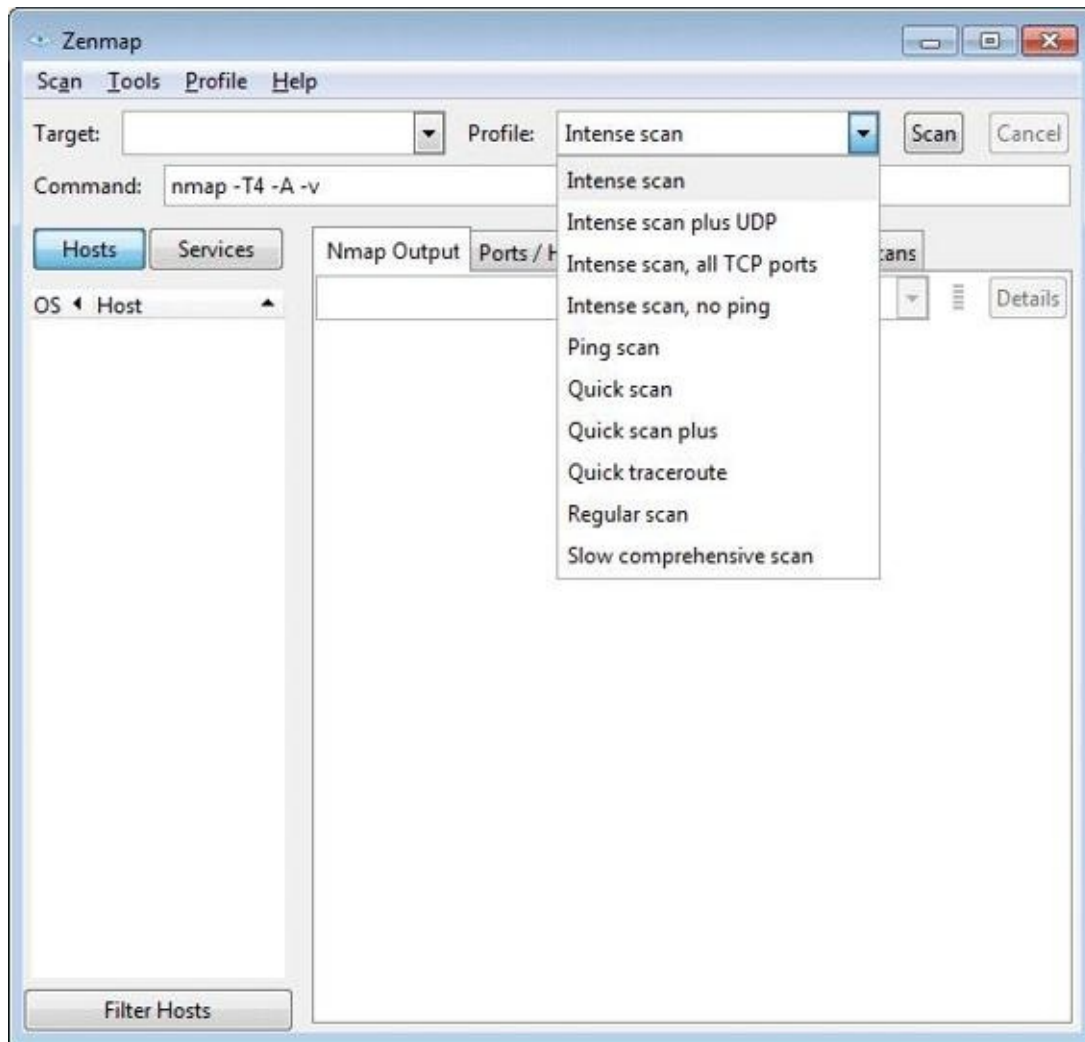 Zenmap
Scan Tools Profile Help
Target: Profile: Intense scan Scan Cancel
Command: nmap -T4 -A -v
Intense scan
Intense scan plus UDP
Intense scan, all TCP ports
Intense scan, no ping
Ping scan
Quick scan
Quick scan plus
Quick traceroute
Regular scan
Slow comprehensive scan
Hosts Services Nmap Output Ports /
OS Host Details
Filter Hosts